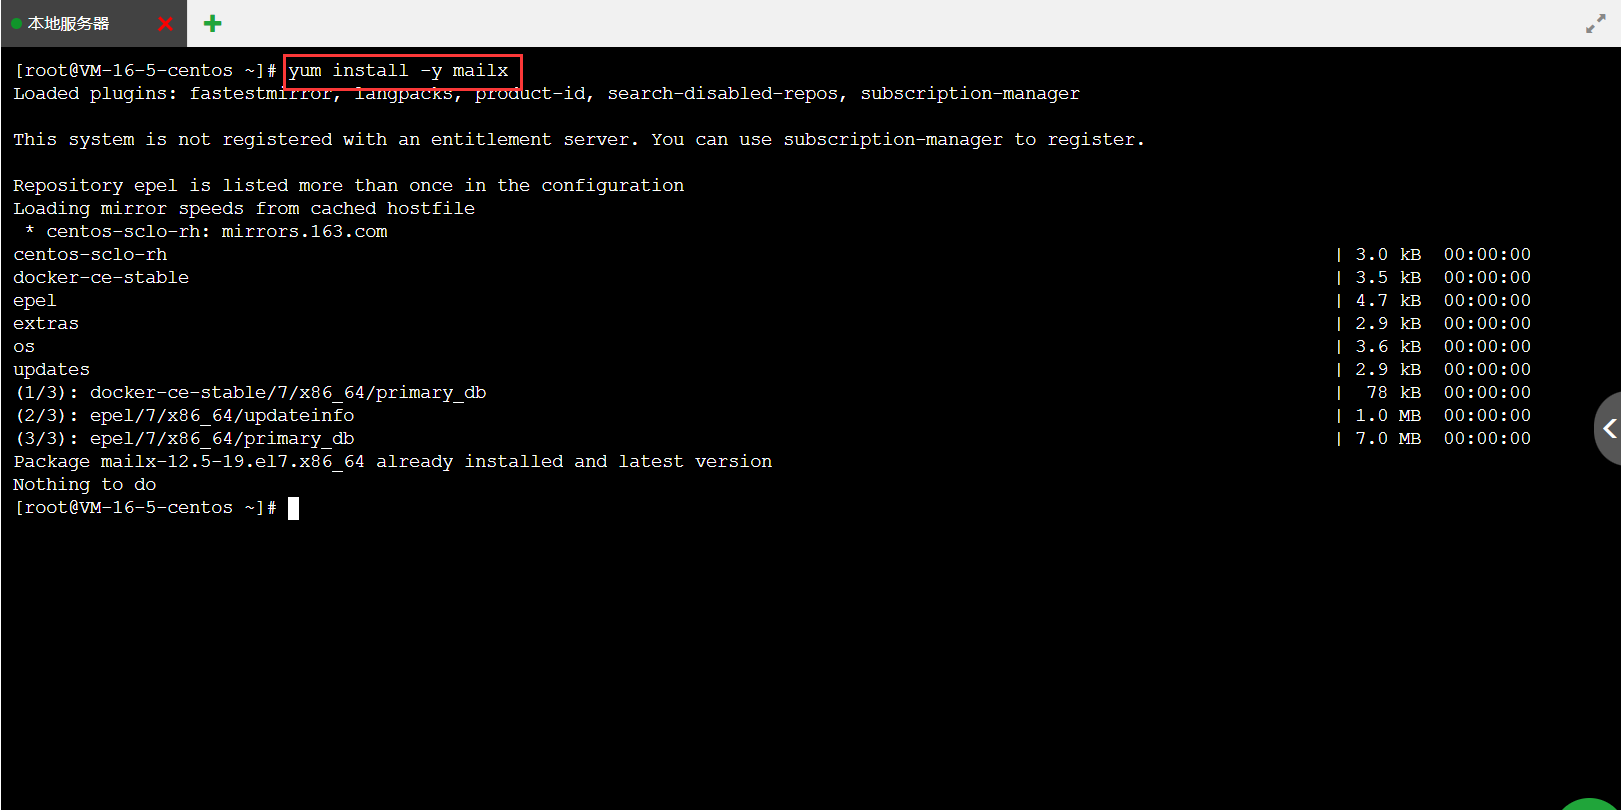 本地服务器
[root@VM-16-5-centos ~]# yum install -y mailx
Loaded plugins: fastestmirror, langpacks, product-id, search-disabled-repos, subscription-manager
This system is not registered with an entitlement server. You can use subscription-manager to register.
Repository epel is listed more than once in the configuration
Loading mirror speeds from cached hostfile
 * centos-sclo-rh: mirrors.163.com
centos-sclo-rh | 3.0 kB 00:00:00
docker-ce-stable | 3.5 kB 00:00:00
epel | 4.7 kB 00:00:00
extras | 2.9 kB 00:00:00
os | 3.6 kB 00:00:00
updates | 2.9 kB 00:00:00
(1/3): docker-ce-stable/7/x86_64/primary_db | 78 kB 00:00:00
(2/3): epel/7/x86_64/updateinfo | 1.0 MB 00:00:00
(3/3): epel/7/x86_64/primary_db | 7.0 MB 00:00:00
Package mailx-12.5-19.el7.x86_64 already installed and latest version
Nothing to do
[root@VM-16-5-centos ~]#